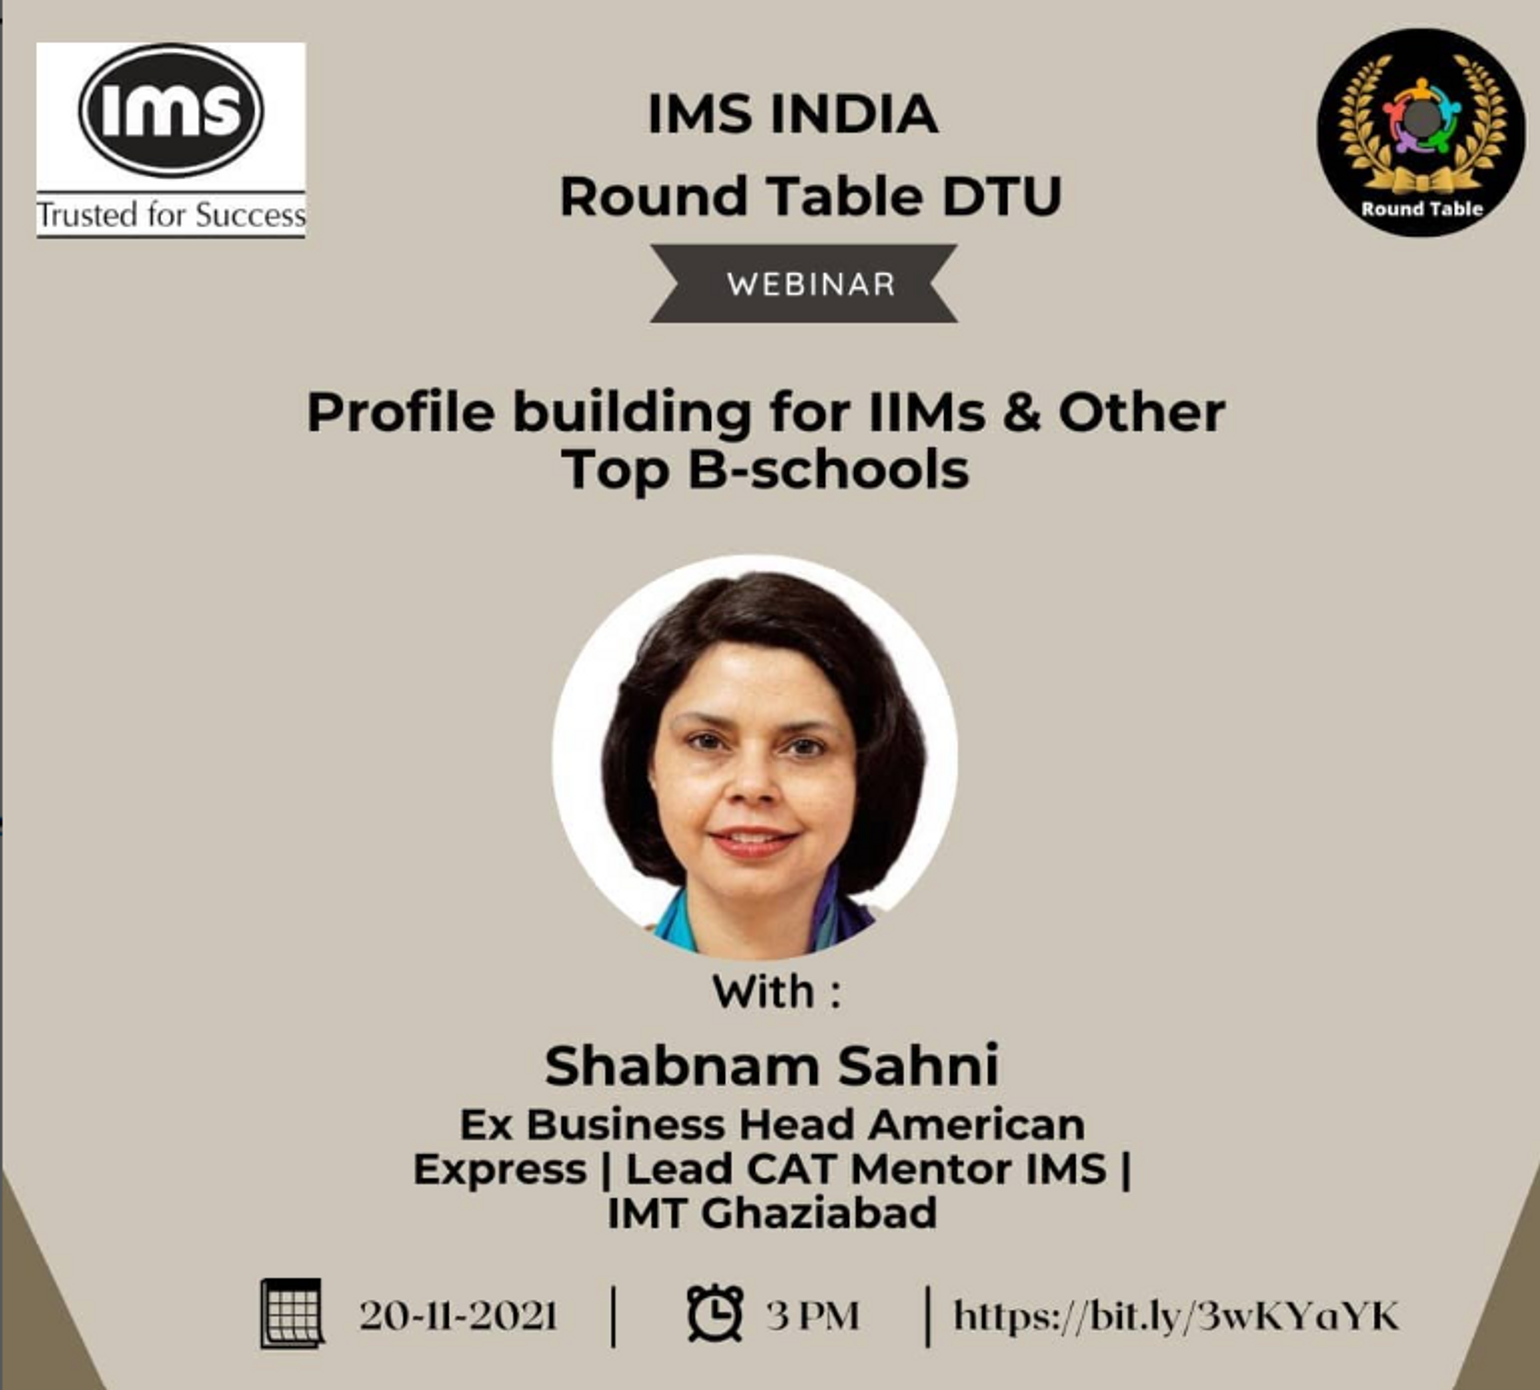 ims
Trusted for Success
IMS INDIA
Round Table DTU
Round Table
WEBINAR
Profile building for IIMs & Other
Top B-schools
With :
Shabnam Sahni
Ex Business Head American
Express | Lead CAT Mentor IMS |
IMT Ghaziabad
20-11-2021 | 3 PM | https://bit.ly/3wKYaYK